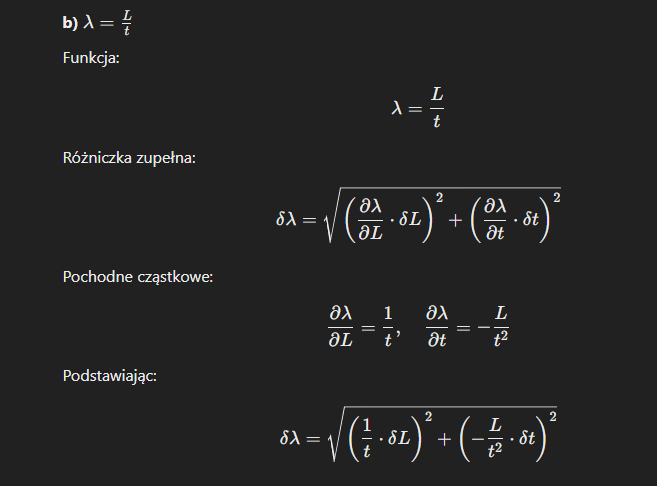 b) λ = L/t
Funkcja:
λ = L/t
Różniczka zupełna:
δλ = √((∂λ/∂L · δL)² + (∂λ/∂t · δt)²)
Pochodne cząstkowe:
∂λ/∂L = 1/t, ∂λ/∂t = −L/t²
Podstawiając:
δλ = √((1/t · δL)² + (−L/t² · δt)²)